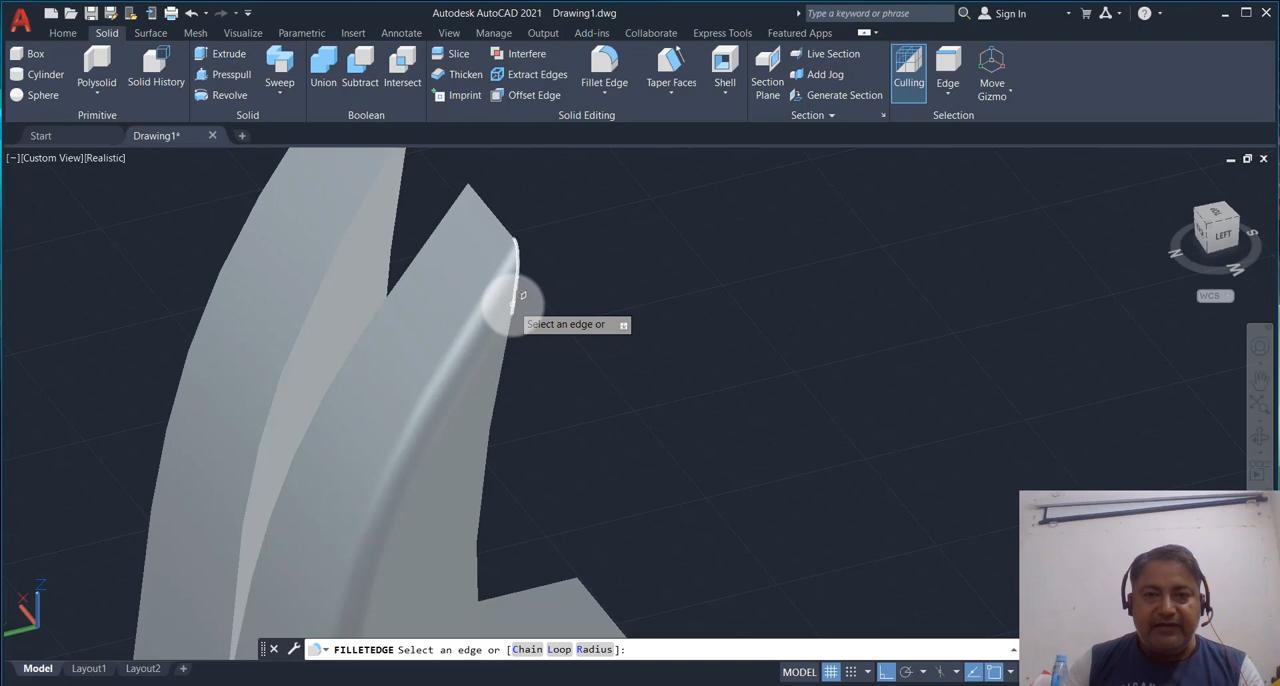 Autodesk AutoCAD 2021 Drawing1.dwg
Type a keyword or phrase
Sign In
Home Solid Surface Mesh Visualize Parametric Insert Annotate View Manage Output Add-ins Collaborate Express Tools Featured Apps
Box
Cylinder
Sphere
Polysolid
Solid History
Primitive
Extrude
Presspull
Revolve
Sweep
Solid
Union
Subtract
Intersect
Boolean
Slice
Thicken
Imprint
Interfere
Extract Edges
Offset Edge
Fillet Edge
Taper Faces
Shell
Solid Editing
Section
Plane
Live Section
Add Jog
Generate Section
Section
Culling
Edge
Move
Gizmo
Selection
Start
Drawing1*
[−][Custom View][Realistic]
TOP
LEFT
N
S
WCS
Select an edge or
Z
X
FILLETEDGE Select an edge or [Chain Loop Radius]:
Model
Layout1
Layout2
MODEL